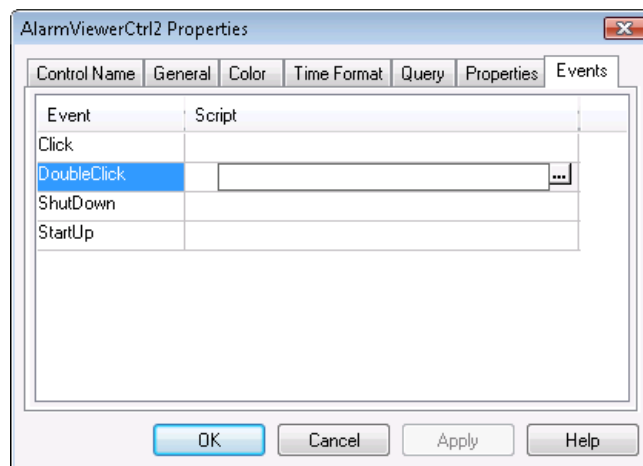 AlarmViewerCtrl2 Properties
Control Name General Color Time Format Query Properties Events
Event Script
Click
DoubleClick ...
ShutDown
StartUp
OK Cancel Apply Help